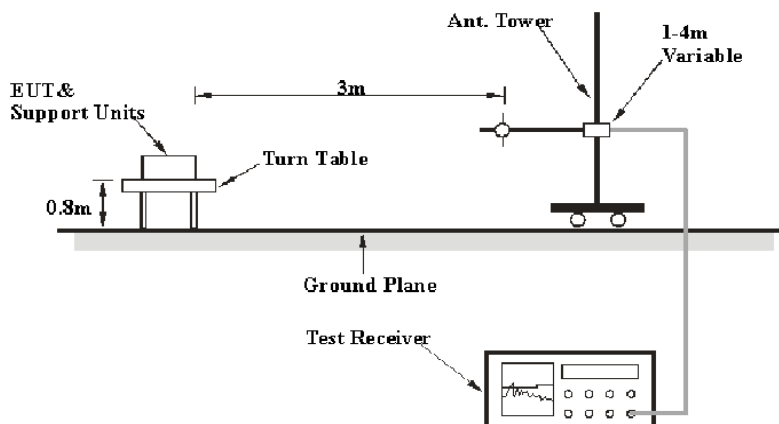 Ant. Tower
1-4m
Variable
EUT&
Support Units
3m
Turn Table
0.8m
Ground Plane
Test Receiver